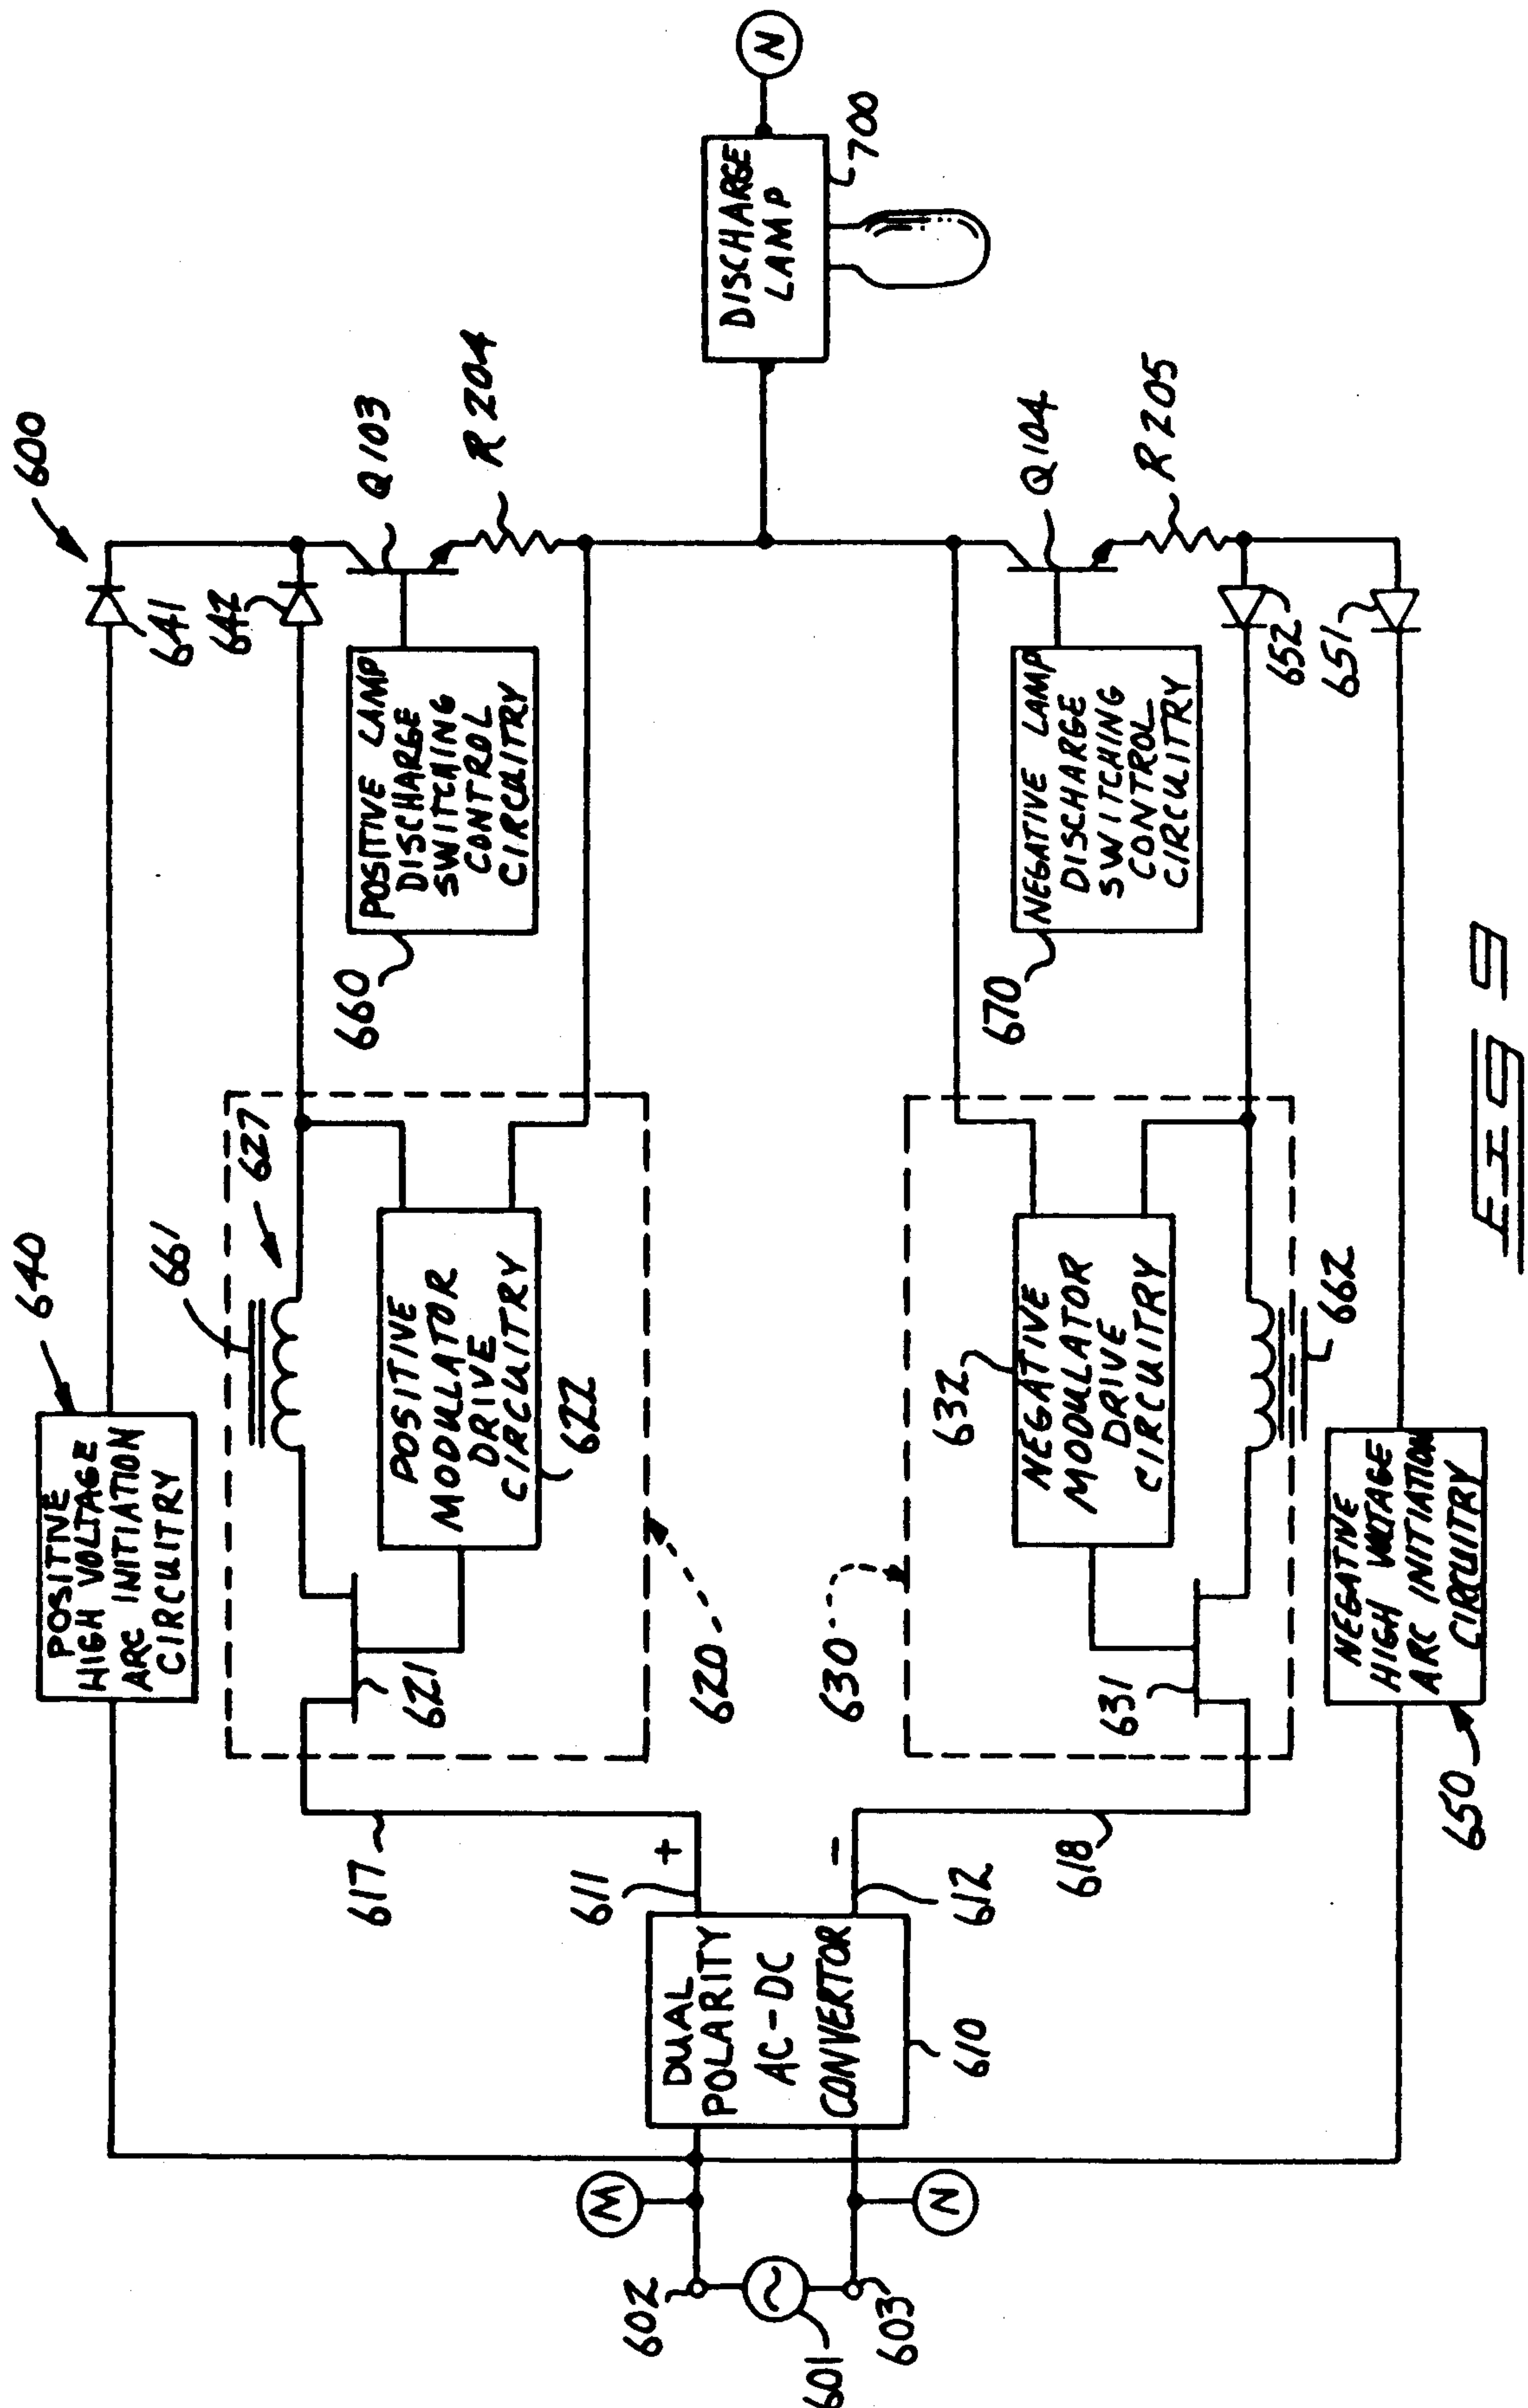 600
640
POSITIVE
HIGH VOLTAGE
ARC INITIATION
CIRCUITRY
641
642
661
627
Q103
R204
617
621
POSITIVE
MODULATOR
DRIVE
CIRCUITRY
622
620
660
POSITIVE LAMP
DISCHARGE
SWITCHING
CONTROL
CIRCUITRY
M
602
601
603
N
DUAL
POLARITY
AC-DC
CONVERTOR
610
611
+
-
612
DISCHARGE
LAMP
700
N
630
632
NEGATIVE
MODULATOR
DRIVE
CIRCUITRY
631
618
662
670
NEGATIVE LAMP
DISCHARGE
SWITCHING
CONTROL
CIRCUITRY
Q104
R205
652
651
650
NEGATIVE
HIGH VOLTAGE
ARC INITIATION
CIRCUITRY
FIG 9